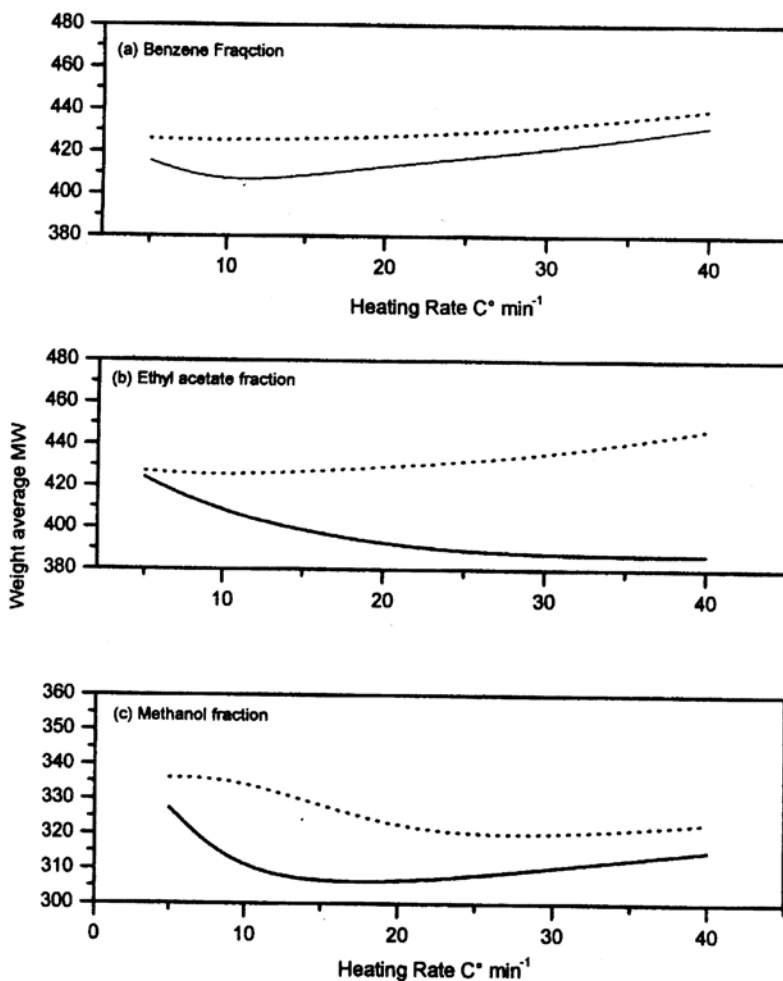 480
(a) Benzene Fraqction
460
440
420
400
380
10 20 30 40
Heating Rate C° min-1
480
(b) Ethyl acetate fraction
460
440
420
400
380
10 20 30 40
Weight average MW
360
(c) Methanol fraction
350
340
330
320
310
300
0 10 20 30 40
Heating Rate C° min-1